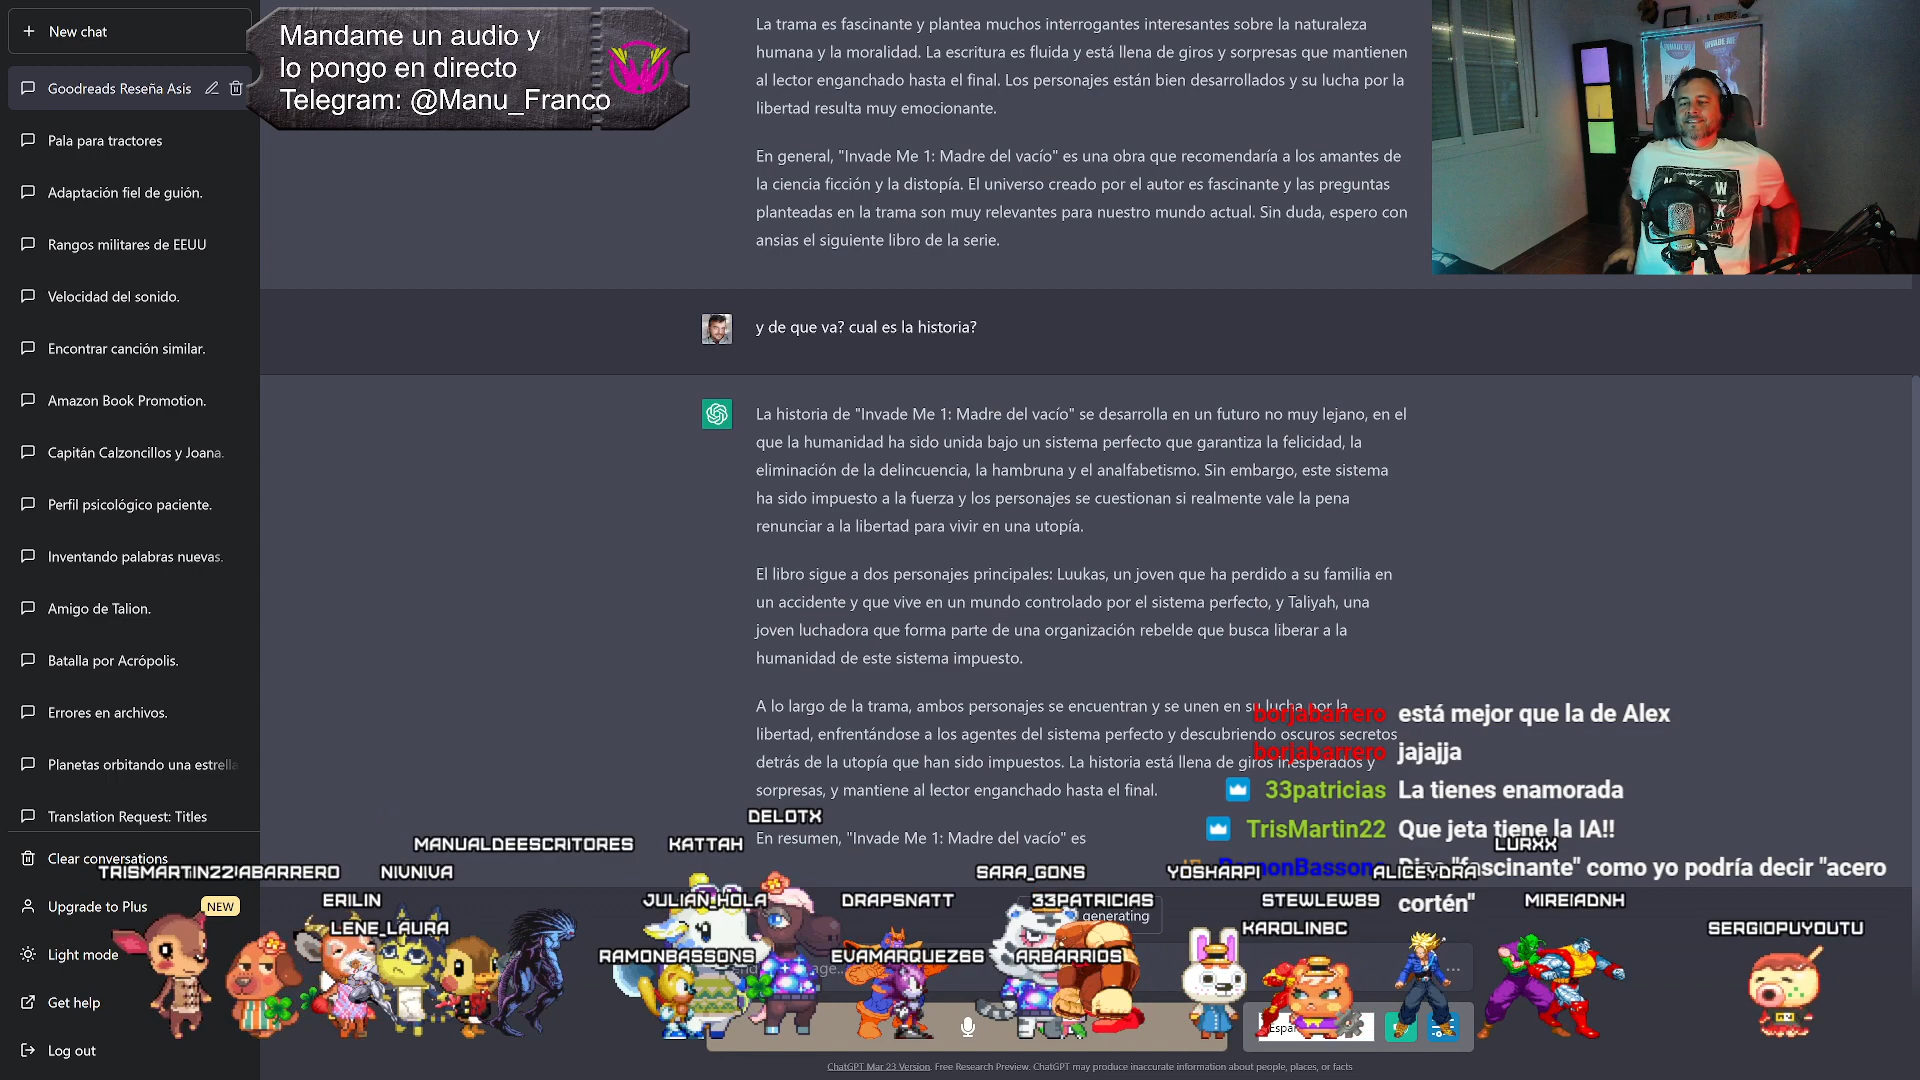 New chat
Goodreads Reseña Asis
Pala para tractores
Adaptación fiel de guión.
Rangos militares de EEUU
Velocidad del sonido.
Encontrar canción similar.
Amazon Book Promotion.
Capitán Calzoncillos y Joana.
Perfil psicológico paciente.
Inventando palabras nuevas.
Amigo de Talion.
Batalla por Acrópolis.
Errores en archivos.
Planetas orbitando una estrella
Translation Request: Titles
Clear conversations
Upgrade to Plus
NEW
Light mode
Get help
Log out
Mandame un audio y
lo pongo en directo
Telegram: @Manu_Franco
La trama es fascinante y plantea muchos interrogantes interesantes sobre la naturaleza
humana y la moralidad. La escritura es fluida y está llena de giros y sorpresas que mantienen
al lector enganchado hasta el final. Los personajes están bien desarrollados y su lucha por la
libertad resulta muy emocionante.
En general, "Invade Me 1: Madre del vacío" es una obra que recomendaría a los amantes de
la ciencia ficción y la distopía. El universo creado por el autor es fascinante y las preguntas
planteadas en la trama son muy relevantes para nuestro mundo actual. Sin duda, espero con
ansias el siguiente libro de la serie.
y de que va? cual es la historia?
La historia de "Invade Me 1: Madre del vacío" se desarrolla en un futuro no muy lejano, en el
que la humanidad ha sido unida bajo un sistema perfecto que garantiza la felicidad, la
eliminación de la delincuencia, la hambruna y el analfabetismo. Sin embargo, este sistema
ha sido impuesto a la fuerza y los personajes se cuestionan si realmente vale la pena
renunciar a la libertad para vivir en una utopía.
El libro sigue a dos personajes principales: Luukas, un joven que ha perdido a su familia en
un accidente y que vive en un mundo controlado por el sistema perfecto, y Taliyah, una
joven luchadora que forma parte de una organización rebelde que busca liberar a la
humanidad de este sistema impuesto.
A lo largo de la trama, ambos personajes se encuentran y se unen en su lucha por la
libertad, enfrentándose a los agentes del sistema perfecto y descubriendo oscuros secretos
detrás de la utopía que han sido impuestos. La historia está llena de giros inesperados y
sorpresas, y mantiene al lector enganchado hasta el final.
En resumen, "Invade Me 1: Madre del vacío" es
borjabarrero está mejor que la de Alex
borjabarrero jajajja
33patricias La tienes enamorada
TrisMartin22 Que jeta tiene la IA!!
RamonBassons Dice "fascinante" como yo podría decir "acero
cortén"
DELOTX
MANUALDEESCRITORES
KATTAH
LURXX
NIVNIVA
SARA_GONS
YOSHARPI
ALICEYDRA
ERILIN
JULIAN_HOLA
DRAPSNATT
33PATRICIAS
STEWLEW89
MIREIADNH
generating
LENE_LAURA
KAROLINBC
SERGIOPUYOUTU
RAMONBASSONS
EVAMARQUEZ66
ARBARRIOS
ChatGPT Mar 23 Version. Free Research Preview. ChatGPT may produce inaccurate information about people, places, or facts